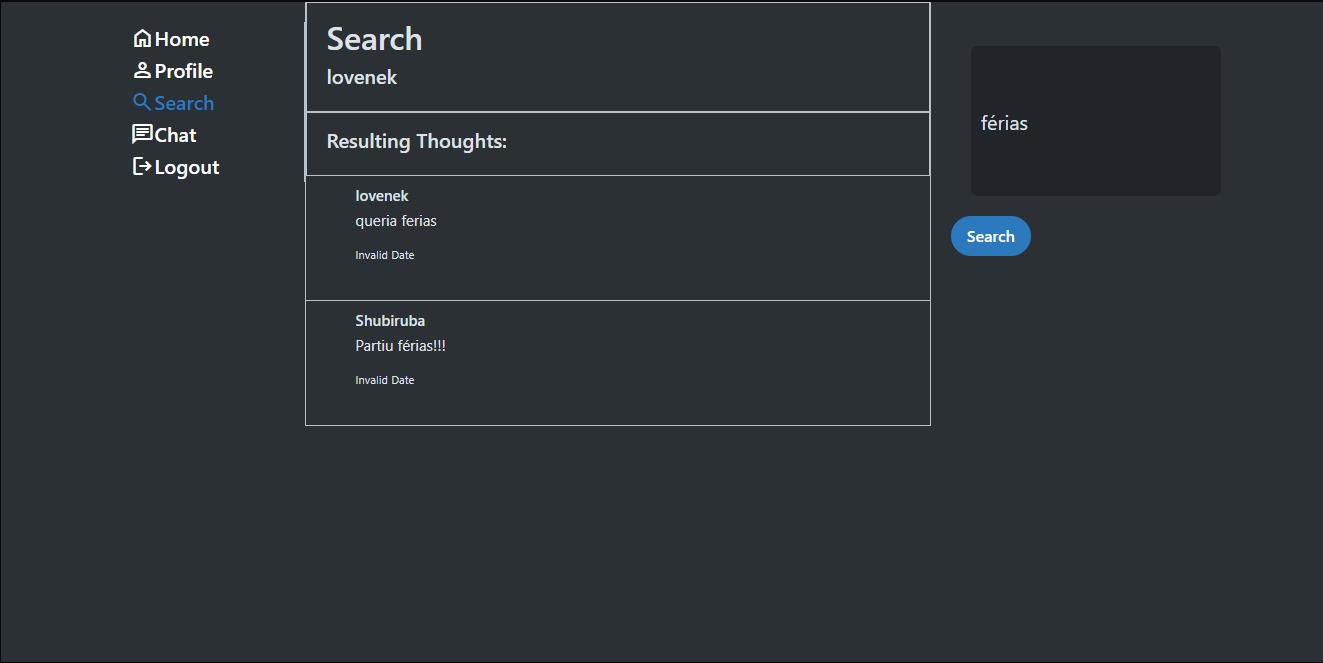 Home
Profile
Search
Chat
Logout
Search
lovenek
Resulting Thoughts:
lovenek
queria ferias
Invalid Date
Shubiruba
Partiu férias!!!
Invalid Date
férias
Search